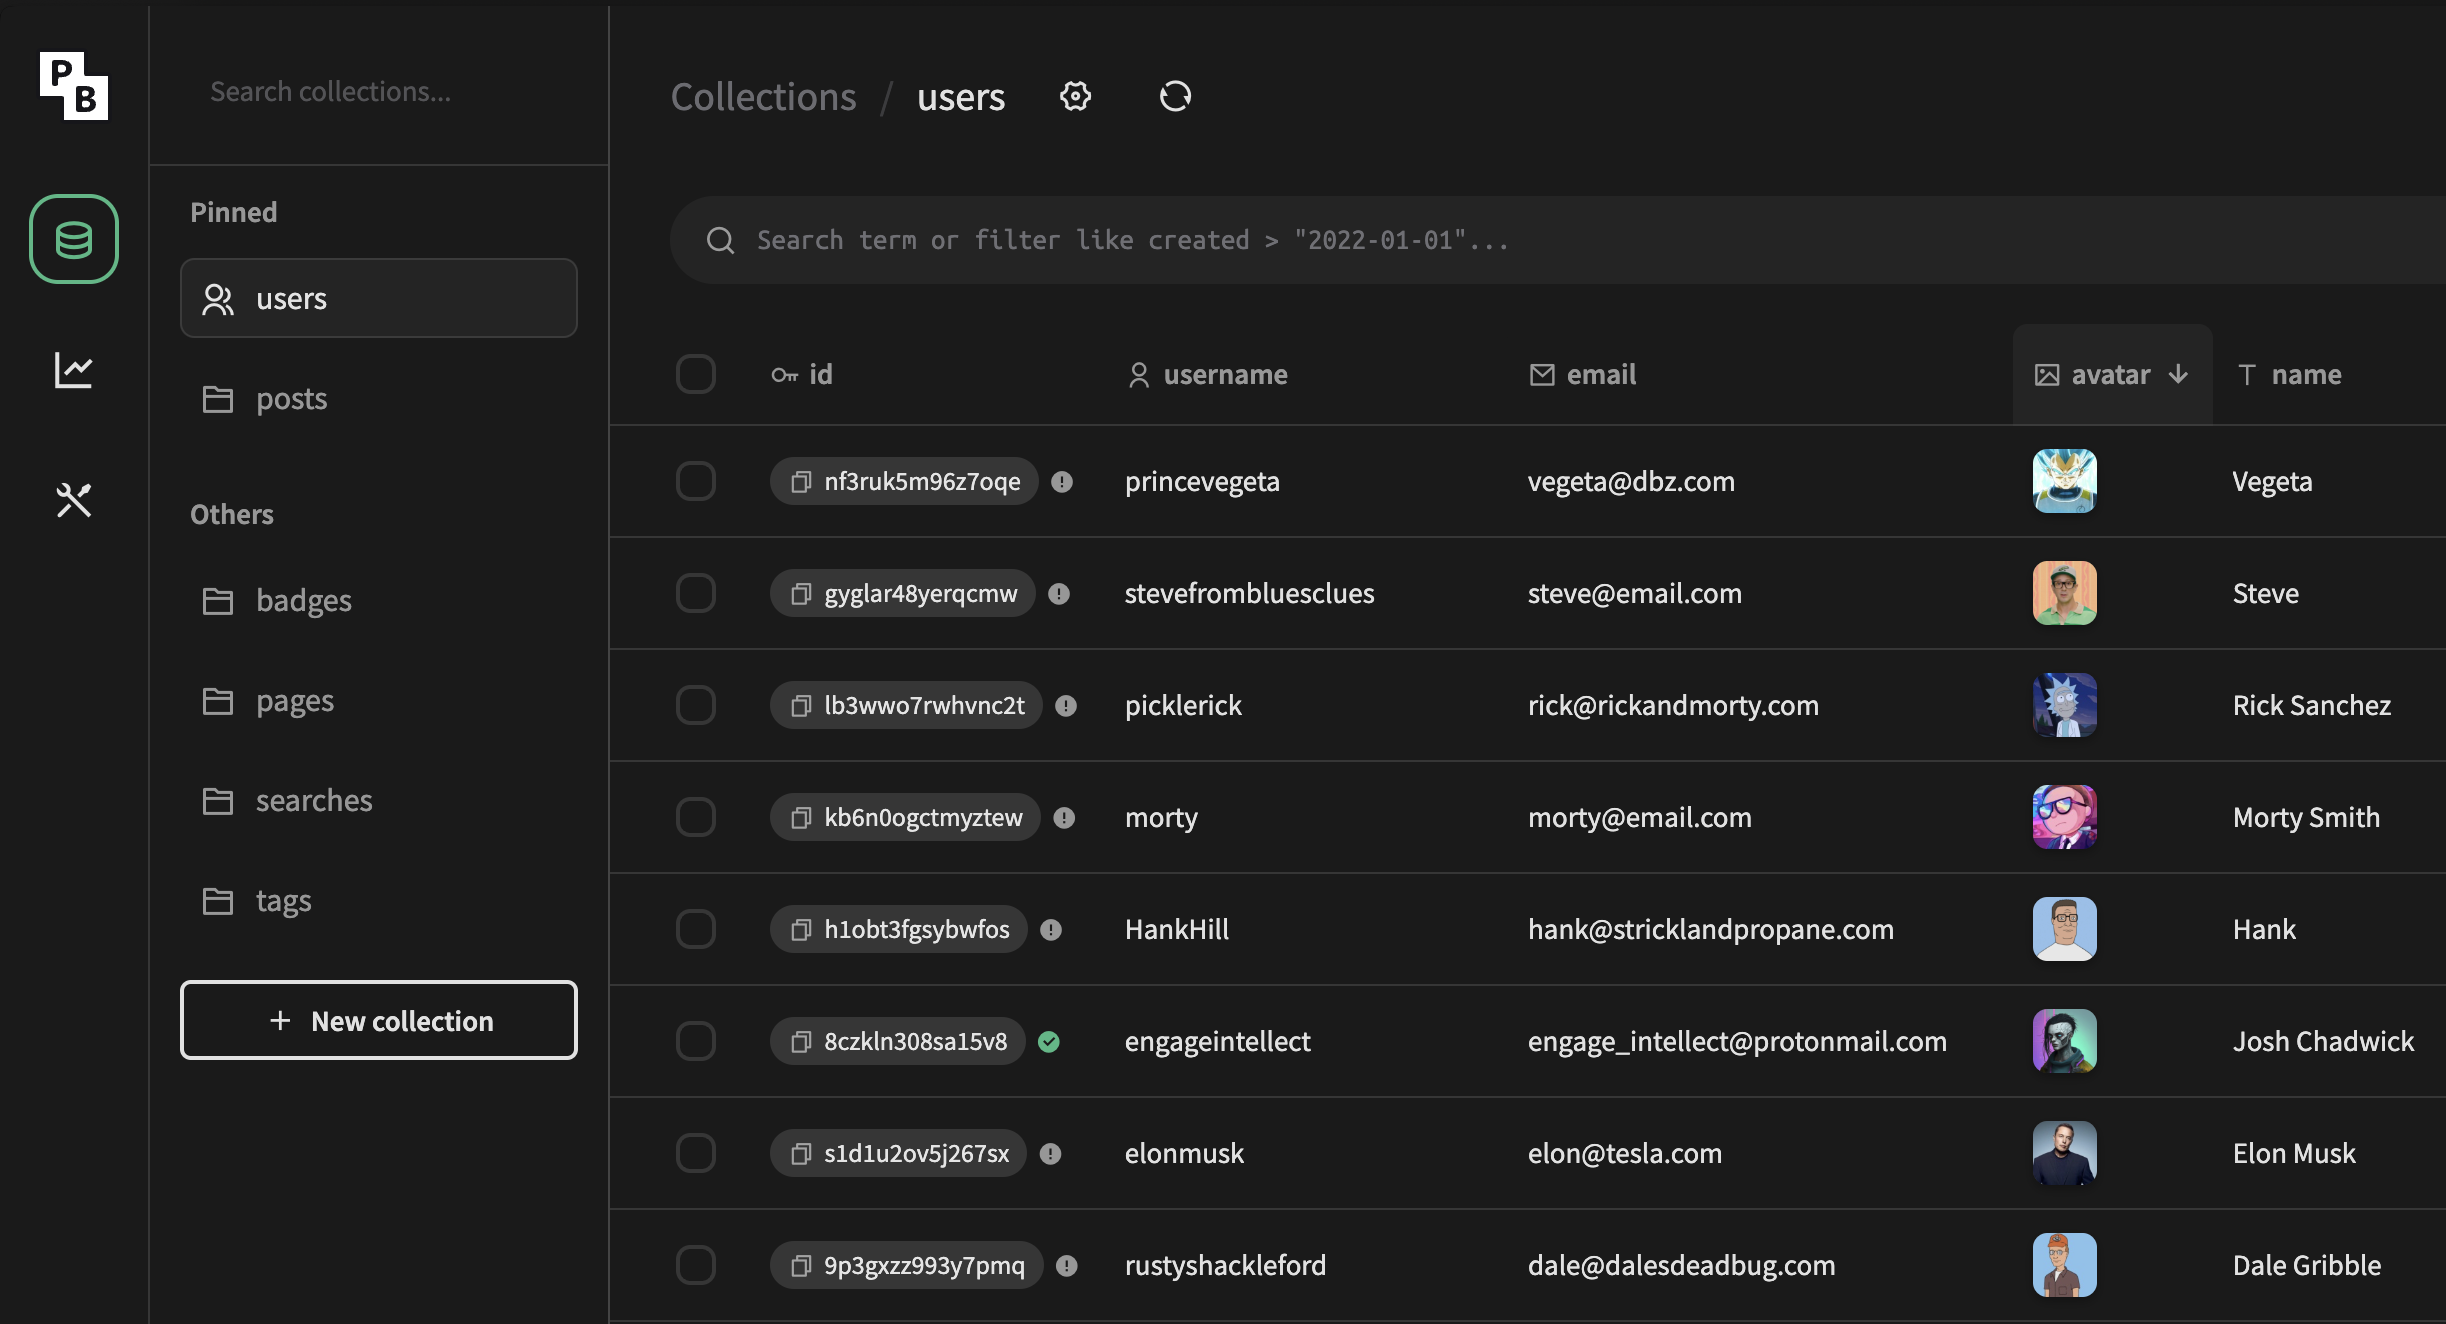 P
B
Search collections...
Pinned
users
posts
Others
badges
pages
searches
tags
+ New collection
Collections / users
Search term or filter like created > "2022-01-01"...
id username email avatar name
nf3ruk5m96z7oqe princevegeta vegeta@dbz.com Vegeta
gyglar48yerqcmw stevefrombluesclues steve@email.com Steve
lb3wwo7rwhvnc2t picklerick rick@rickandmorty.com Rick Sanchez
kb6n0ogctmyztew morty morty@email.com Morty Smith
h1obt3fgsybwfos HankHill hank@stricklandpropane.com Hank
8czkln308sa15v8 engageintellect engage_intellect@protonmail.com Josh Chadwick
s1d1u2ov5j267sx elonmusk elon@tesla.com Elon Musk
9p3gxzz993y7pmq rustyshackleford dale@dalesdeadbug.com Dale Gribble